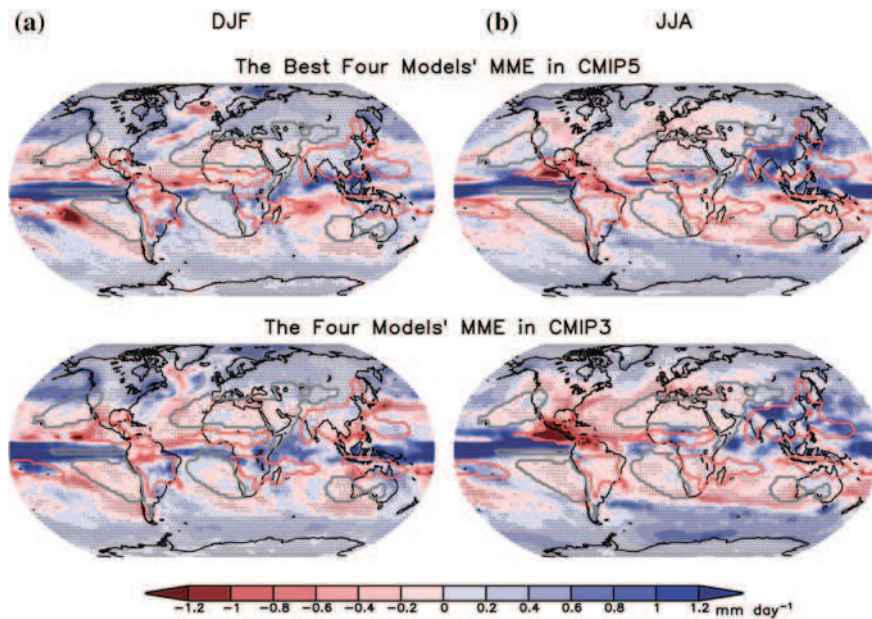 (a) DJF (b) JJA
The Best Four Models' MME in CMIP5
The Four Models' MME in CMIP3
-1.2 -1 -0.8 -0.6 -0.4 -0.2 0 0.2 0.4 0.6 0.8 1 1.2 mm day⁻¹